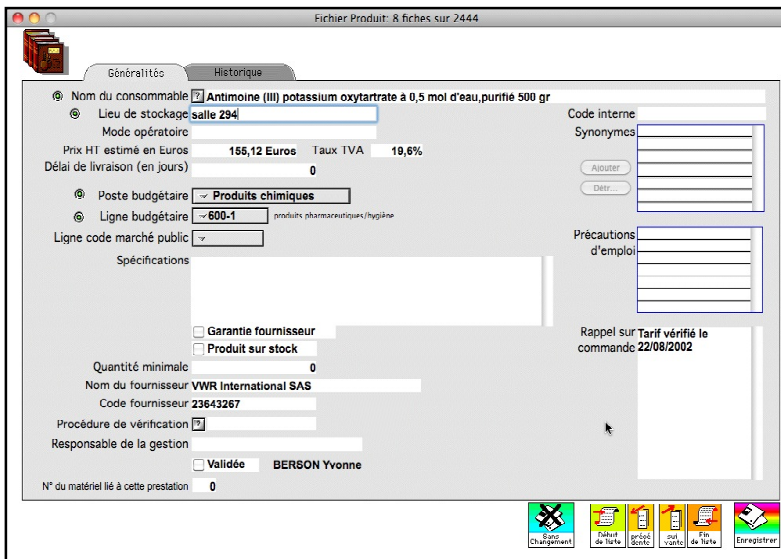 Fichier Produit: 8 fiches sur 2444
Généralités
Historique
Nom du consommable ? Antimoine (III) potassium oxytartrate à 0,5 mol d'eau,purifié 500 gr
Lieu de stockage salle 294
Code interne
Mode opératoire
Synonymes
Prix HT estimé en Euros 155,12 Euros Taux TVA 19,6%
Délai de livraison (en jours) 0
Ajouter
Detr...
Poste budgétaire Produits chimiques
Ligne budgétaire 600-1 produits pharmaceutiques/hygiène
Ligne code marché public
Précautions
d'emploi
Spécifications
Garantie fournisseur
Produit sur stock
Rappel sur Tarif vérifié le
commande 22/08/2002
Quantité minimale 0
Nom du fournisseur VWR International SAS
Code fournisseur 23643267
Procédure de vérification ?
Responsable de la gestion
Validée BERSON Yvonne
N° du matériel lié à cette prestation 0
Sans
Changement
Début
de liste
précé
dente
sui
vante
Fin
de liste
Enregistrer